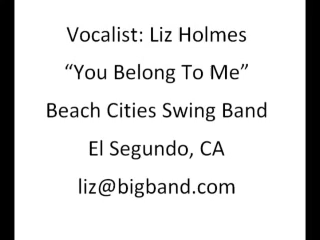 Vocalist: Liz Holmes
“You Belong To Me”
Beach Cities Swing Band
El Segundo, CA
liz@bigband.com